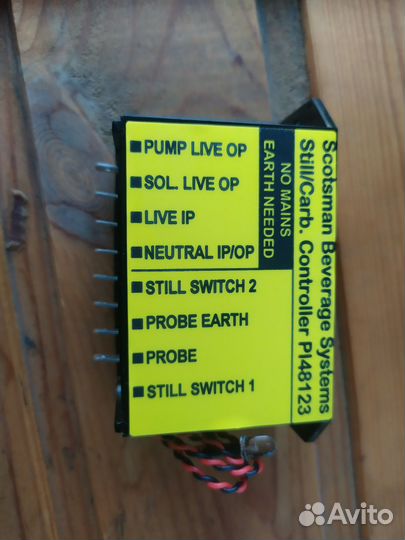 Scotsman Beverage Systems
Still/Carb. Controller PI48123
NO MAINS
EARTH NEEDED
PUMP LIVE OP
SOL. LIVE OP
LIVE IP
NEUTRAL IP/OP
STILL SWITCH 2
PROBE EARTH
PROBE
STILL SWITCH 1
Avito